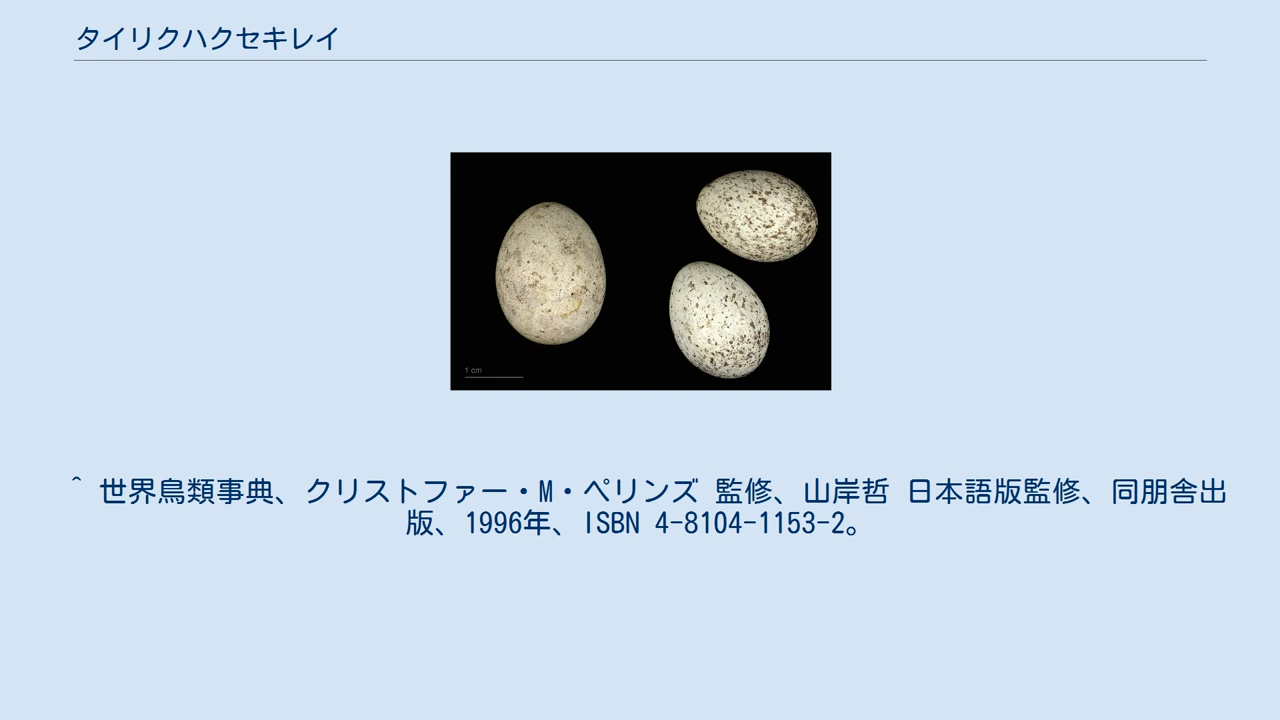 タイリクハクセキレイ
1 cm
^ 世界鳥類事典、クリストファー・M・ペリンズ 監修、山岸哲 日本語版監修、同朋舎出
版、1996年、ISBN 4-8104-1153-2。